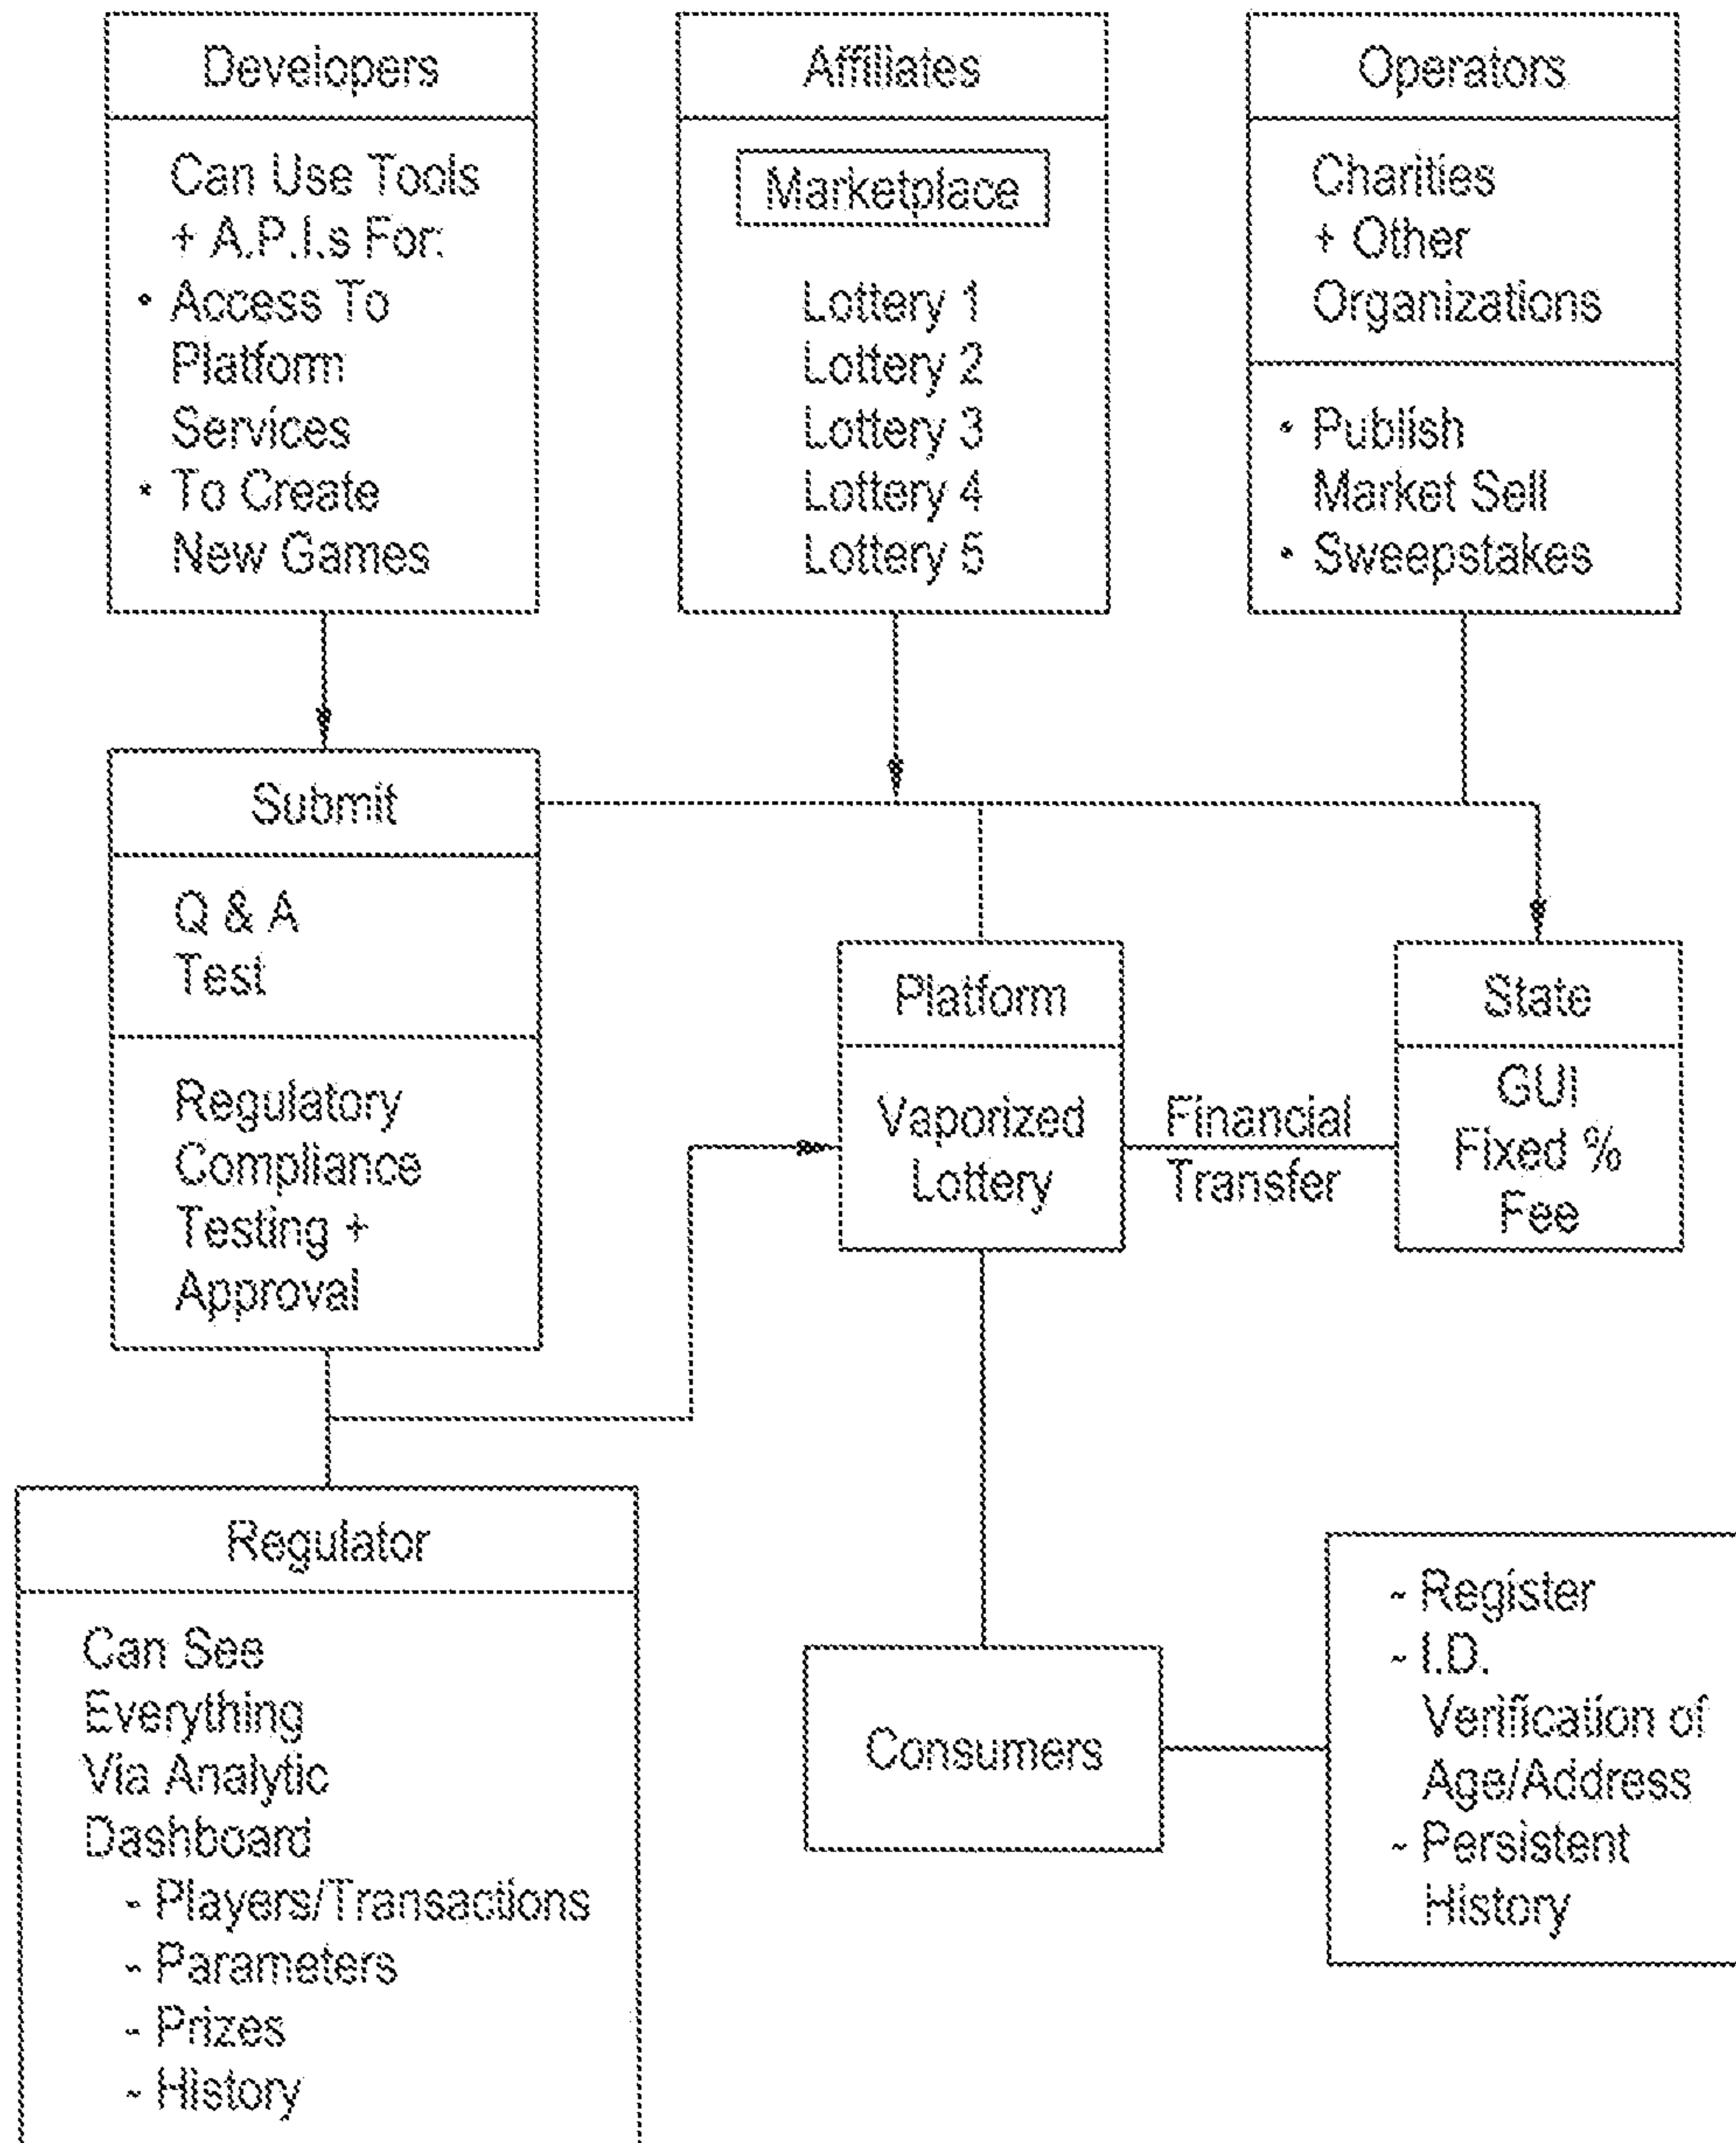 Developers
Can Use Tools
+ A.P.I.s For:
• Access To
Platform
Services
• To Create
New Games
Affiliates
Marketplace
Lottery 1
Lottery 2
Lottery 3
Lottery 4
Lottery 5
Operators
Charities
+ Other
Organizations
• Publish
Market Sell
• Sweepstakes
Submit
Q & A
Test
Regulatory
Compliance
Testing +
Approval
Platform
Vaporized
Lottery
Financial
Transfer
State
GUI
Fixed %
Fee
Regulator
Can See
Everything
Via Analytic
Dashboard
- Players/Transactions
- Parameters
- Prizes
- History
Consumers
- Register
- I.D.
Verification of
Age/Address
- Persistent
History